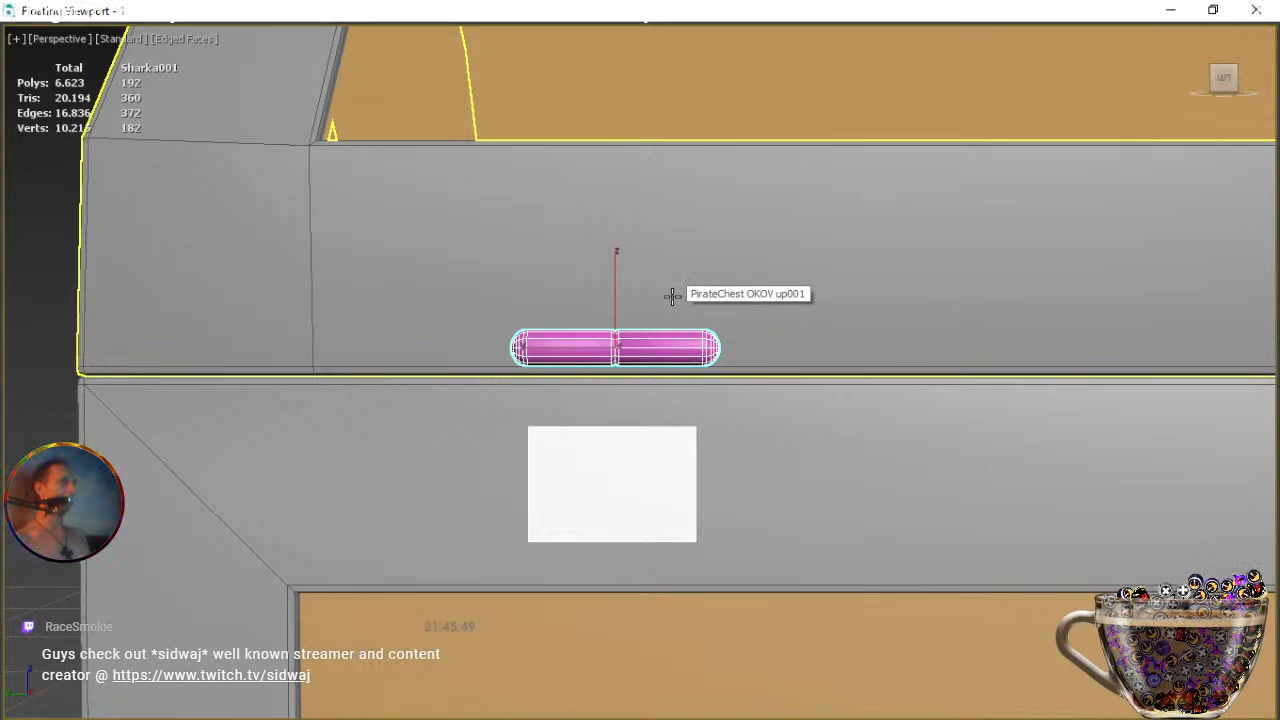 Floating Viewport - 1
[+] [Perspective] [Standard] [Edged Faces]
Total Sharka001
Polys: 6.623 192
Tris: 20.194 360
Edges: 16.836 372
Verts: 10.215 182
z
PirateChest OKOV up001
RaceSmokie
21:45:49
Guys check out *sidwaj* well known streamer and content
creator @ https://www.twitch.tv/sidwaj